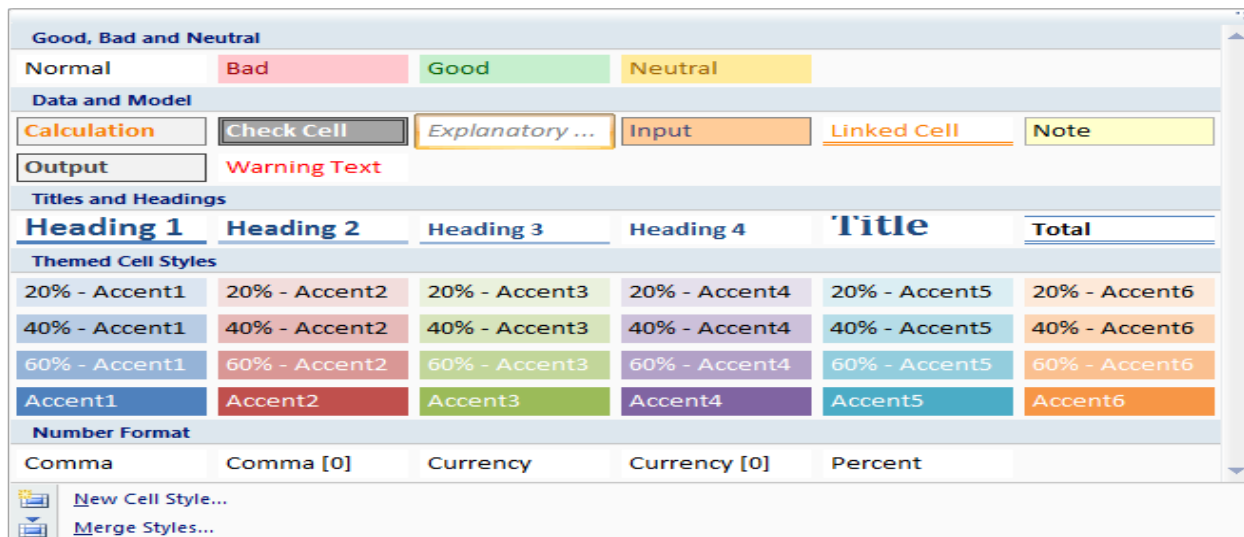 Good, Bad and Neutral
Normal Bad Good Neutral
Data and Model
Calculation Check Cell Explanatory ... Input Linked Cell Note
Output Warning Text
Titles and Headings
Heading 1 Heading 2 Heading 3 Heading 4 Title Total
Themed Cell Styles
20% - Accent1 20% - Accent2 20% - Accent3 20% - Accent4 20% - Accent5 20% - Accent6
40% - Accent1 40% - Accent2 40% - Accent3 40% - Accent4 40% - Accent5 40% - Accent6
60% - Accent1 60% - Accent2 60% - Accent3 60% - Accent4 60% - Accent5 60% - Accent6
Accent1 Accent2 Accent3 Accent4 Accent5 Accent6
Number Format
Comma Comma [0] Currency Currency [0] Percent
New Cell Style...
Merge Styles...